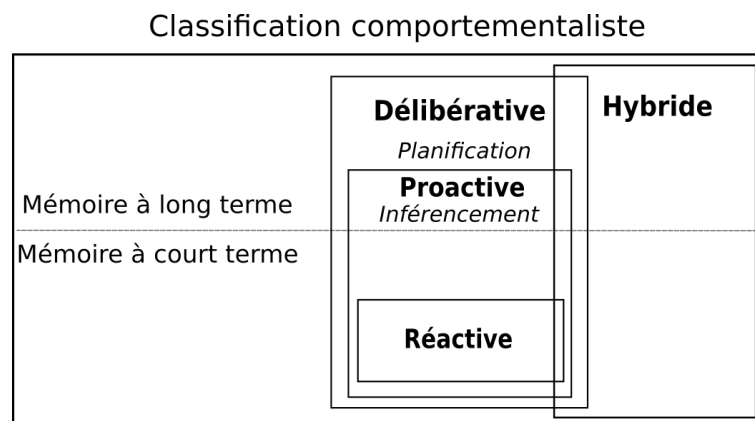 Classification comportementaliste
Délibérative
Hybride
Planification
Proactive
Inférencement
Mémoire à long terme
Mémoire à court terme
Réactive